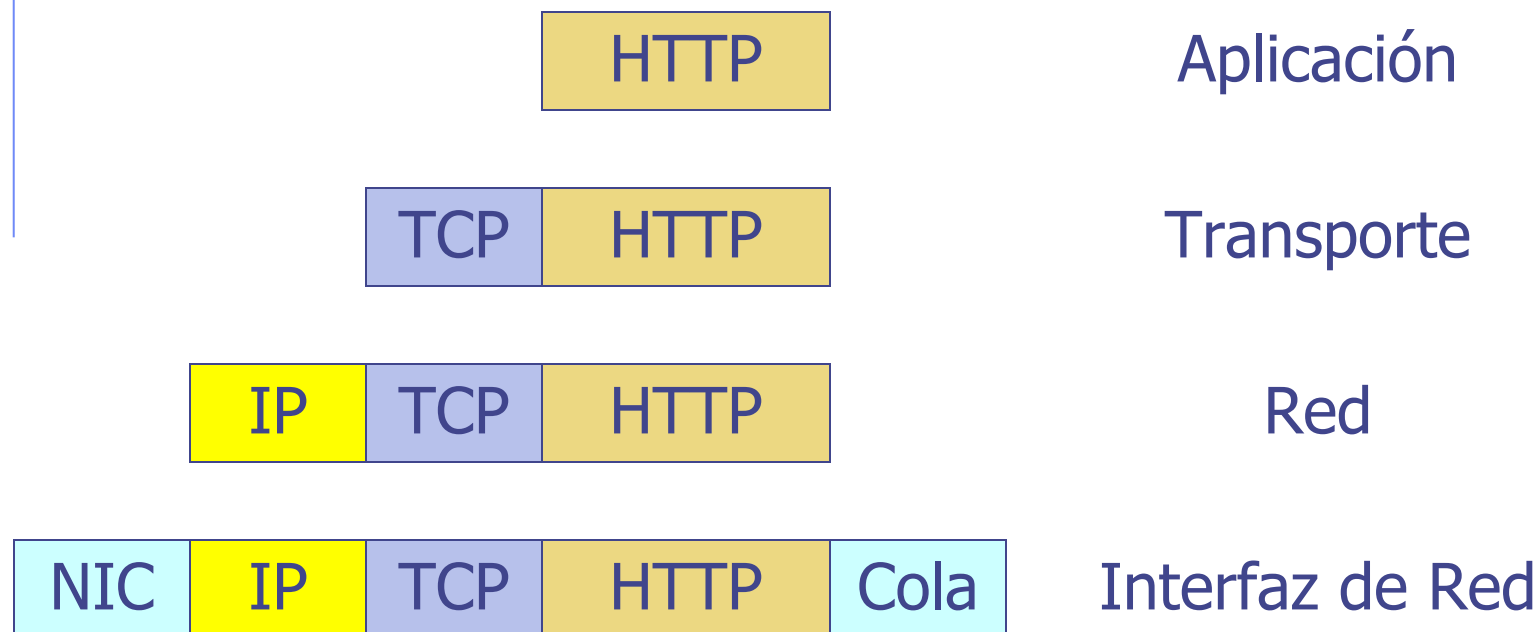 HTTP Aplicación
TCP HTTP Transporte
IP TCP HTTP Red
NIC IP TCP HTTP Cola Interfaz de Red